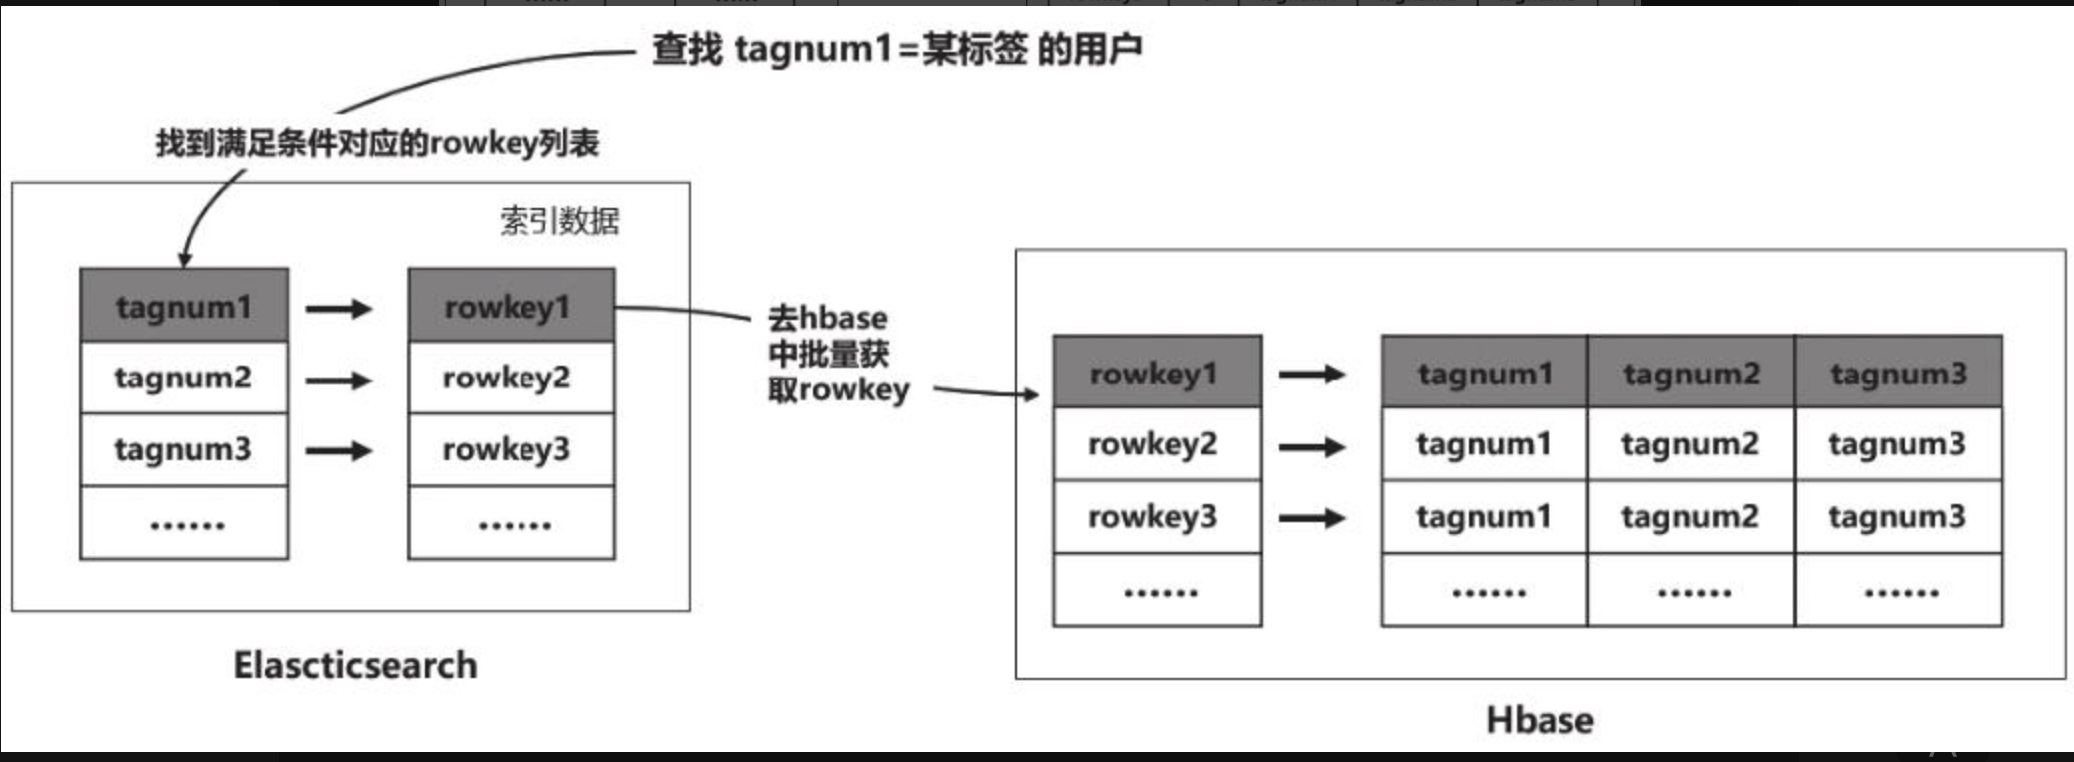 查找 tagnum1=某标签 的用户
找到满足条件对应的rowkey列表
索引数据
tagnum1
rowkey1
tagnum2
rowkey2
tagnum3
rowkey3
......
......
Elascticsearch
去hbase
中批量获
取rowkey
rowkey1
tagnum1
tagnum2
tagnum3
rowkey2
tagnum1
tagnum2
tagnum3
rowkey3
tagnum1
tagnum2
tagnum3
......
......
......
......
Hbase